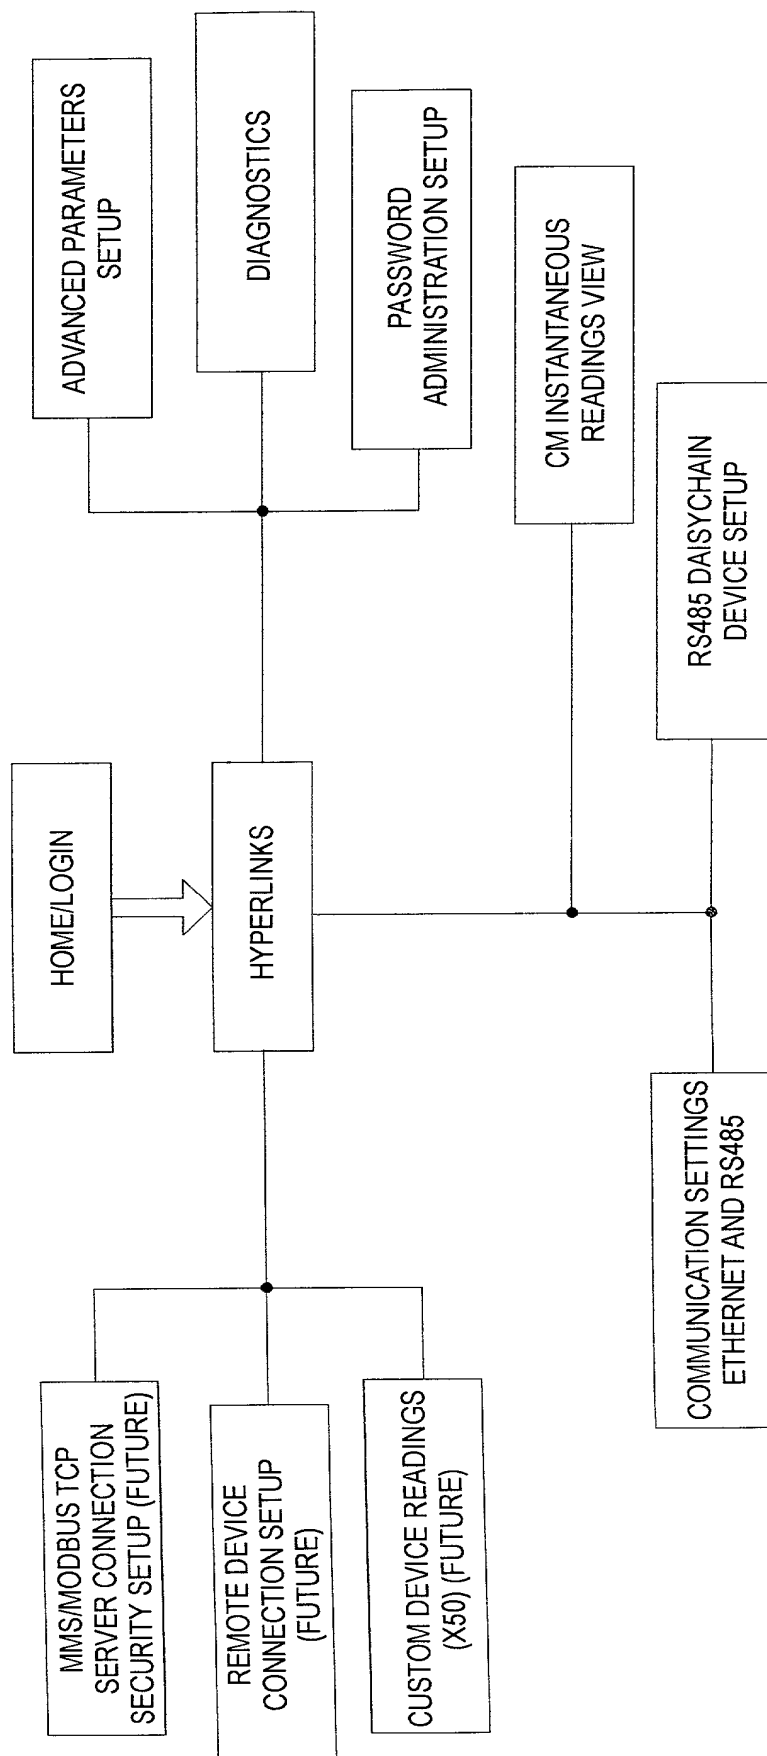 HOME/LOGIN
HYPERLINKS
MMS/MODBUS TCP
SERVER CONNECTION
SECURITY SETUP (FUTURE)
REMOTE DEVICE
CONNECTION SETUP
(FUTURE)
CUSTOM DEVICE READINGS
(X50) (FUTURE)
ADVANCED PARAMETERS
SETUP
DIAGNOSTICS
PASSWORD
ADMINISTRATION SETUP
CM INSTANTANEOUS
READINGS VIEW
COMMUNICATION SETTINGS
ETHERNET AND RS485
RS485 DAISYCHAIN
DEVICE SETUP